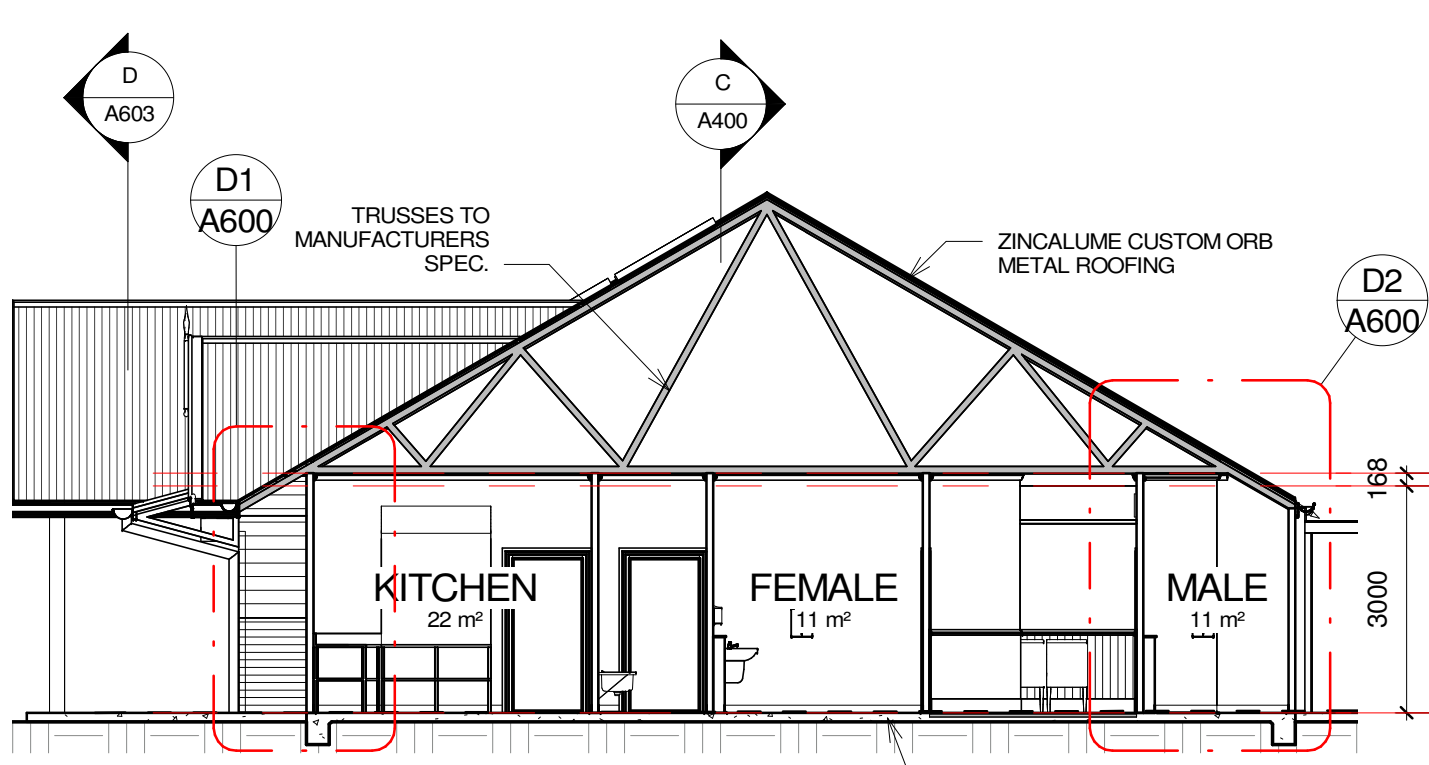 D
A603
C
A400
D1
A600
TRUSSES TO
MANUFACTURERS
SPEC.
ZINCALUME CUSTOM ORB
METAL ROOFING
D2
A600
168
3000
KITCHEN
22 m²
FEMALE
11 m²
MALE
11 m²